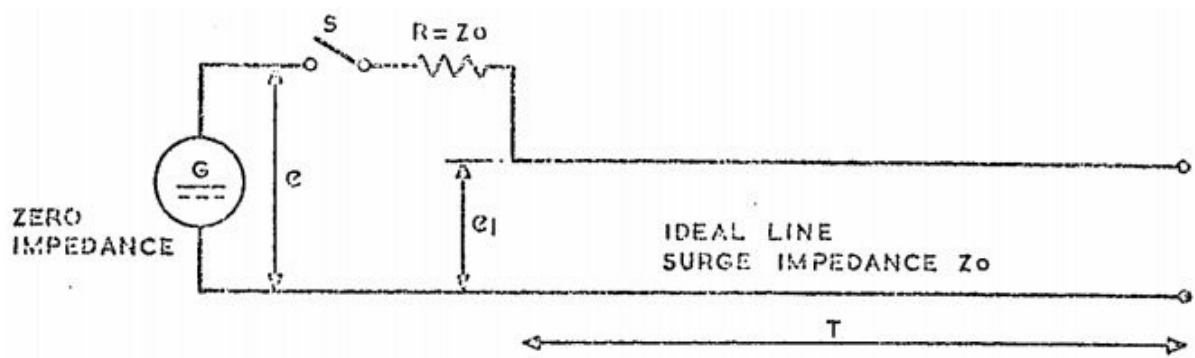 S
R = Zo
G
e
ZERO
IMPEDANCE
e1
IDEAL LINE
SURGE IMPEDANCE Zo
T